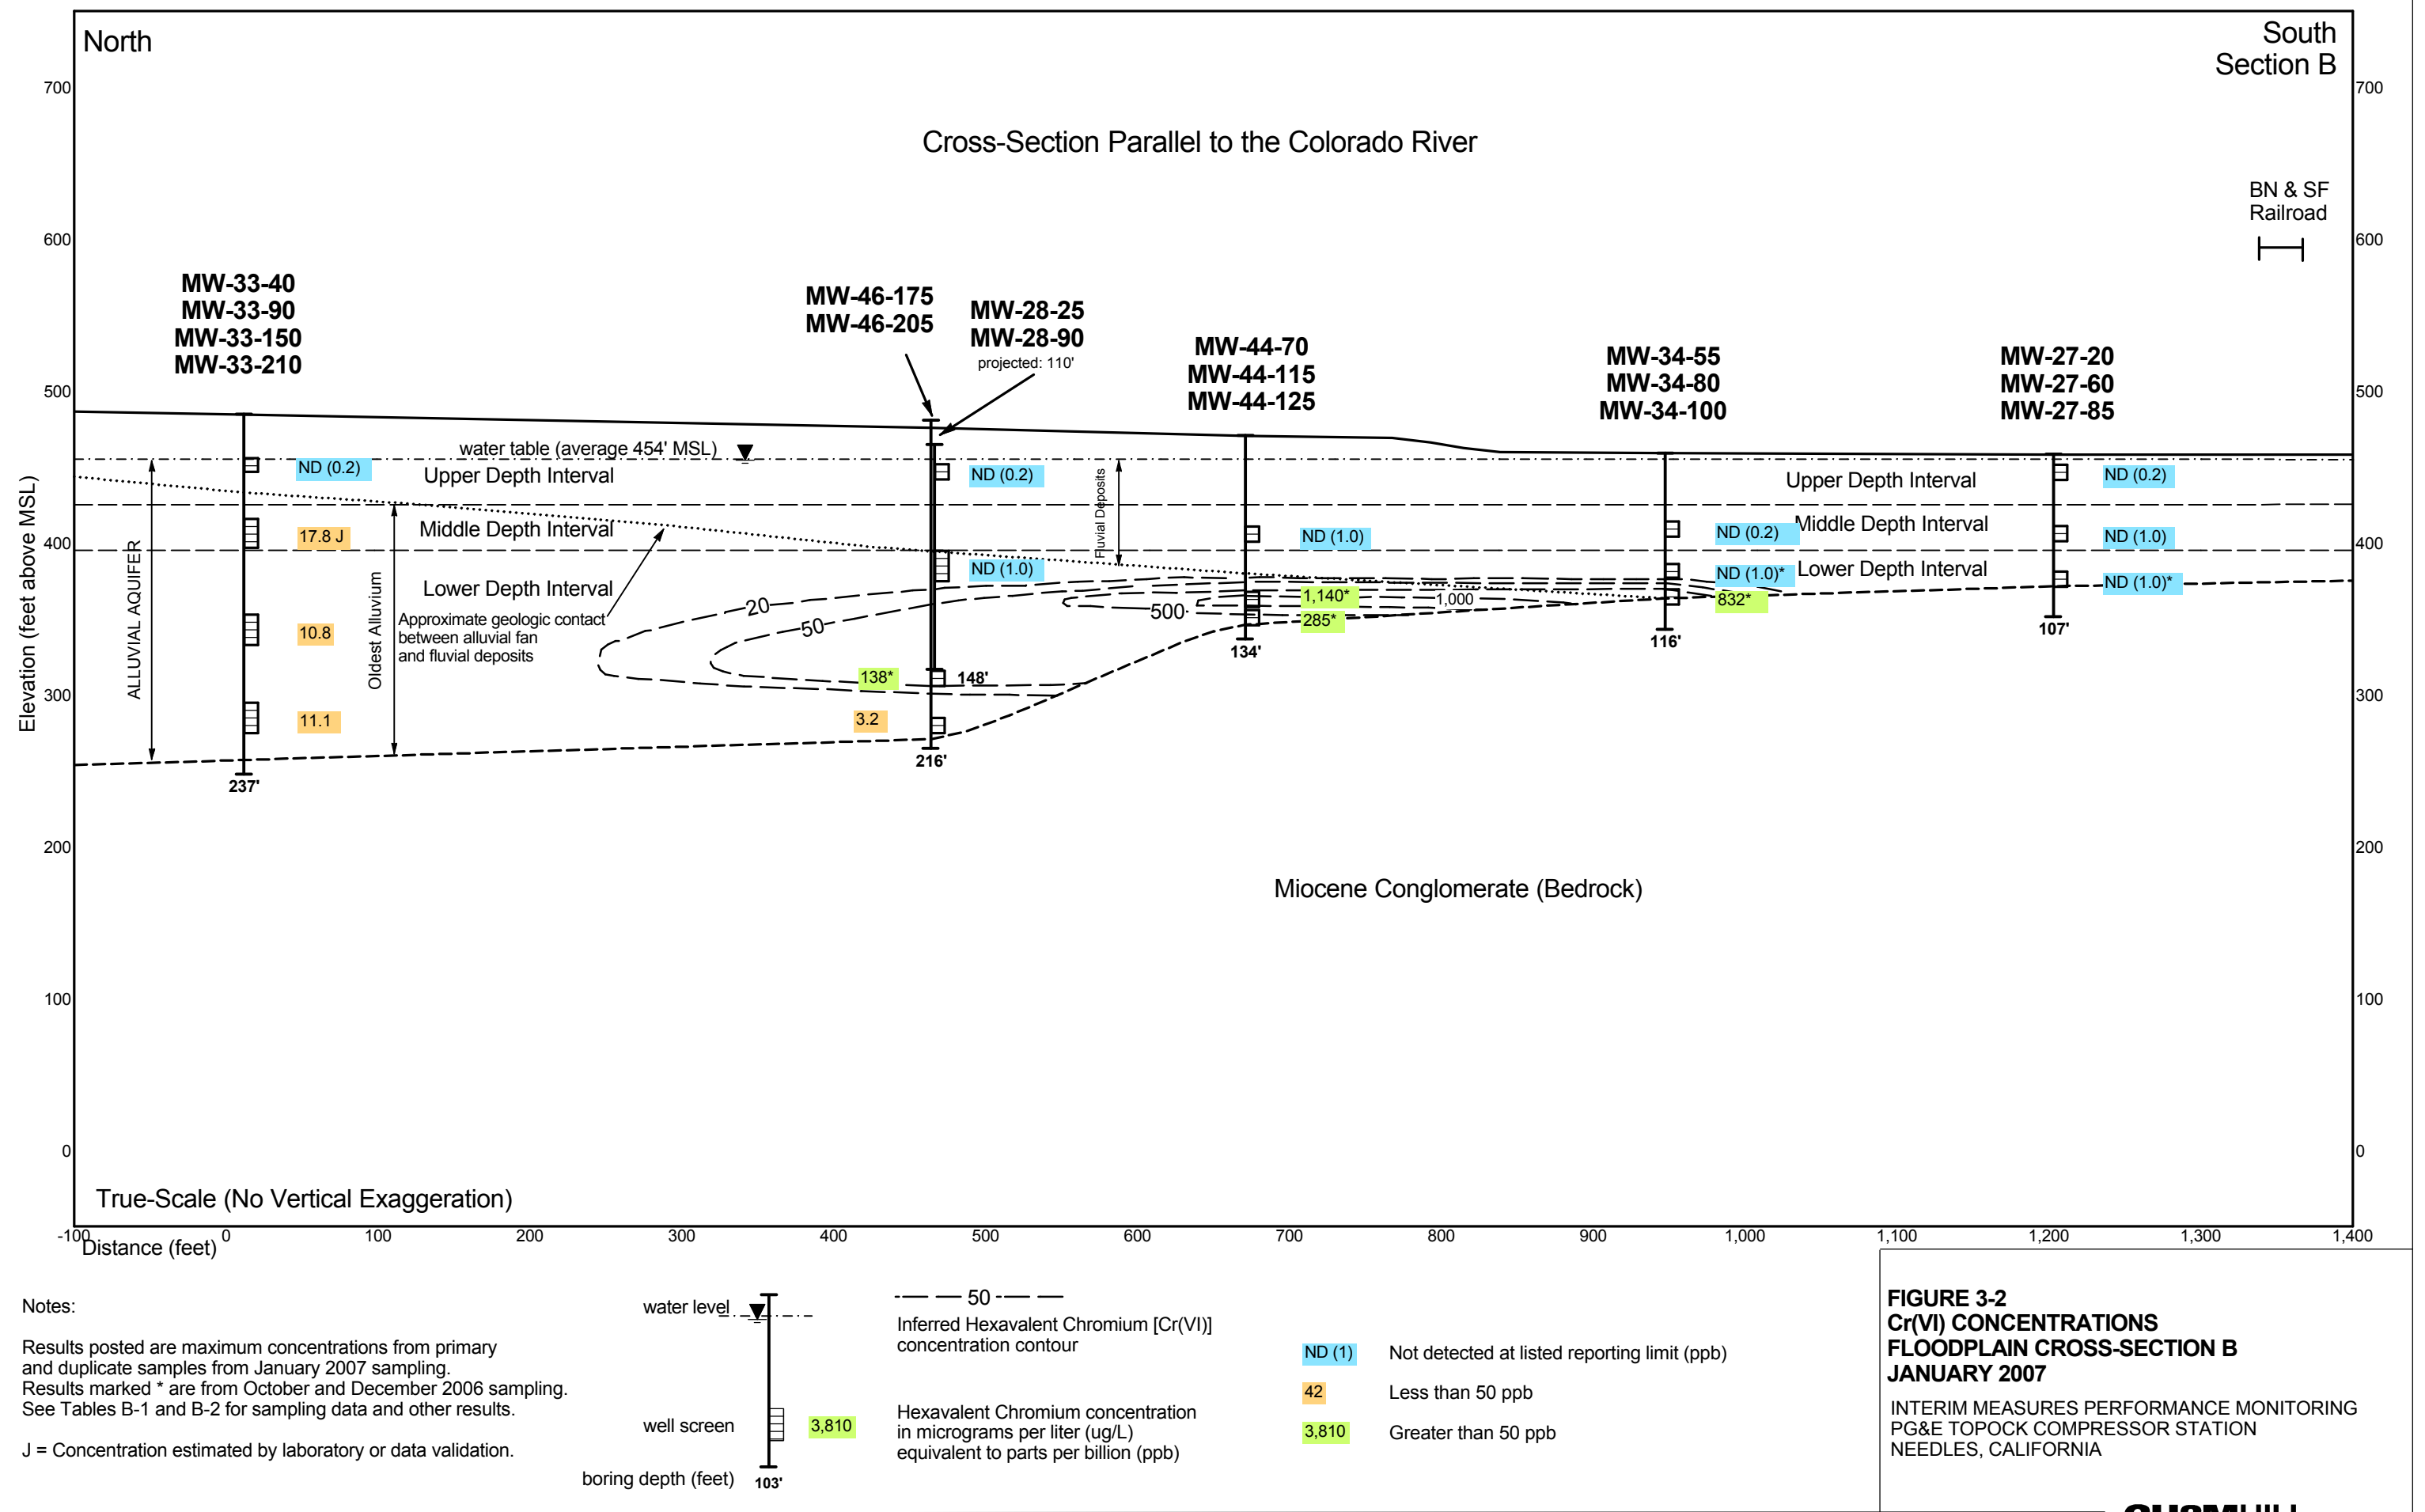 North
South
Section B
Cross-Section Parallel to the Colorado River
BN & SF
Railroad
700
600
500
400
300
200
100
0
700
600
500
400
300
200
100
0
Elevation (feet above MSL)
MW-33-40
MW-33-90
MW-33-150
MW-33-210
MW-46-175
MW-46-205
MW-28-25
MW-28-90
projected: 110'
MW-44-70
MW-44-115
MW-44-125
MW-34-55
MW-34-80
MW-34-100
MW-27-20
MW-27-60
MW-27-85
water table (average 454' MSL)
Upper Depth Interval
Middle Depth Interval
Lower Depth Interval
Approximate geologic contact
between alluvial fan
and fluvial deposits
ALLUVIAL AQUIFER
Oldest Alluvium
Fluvial Deposits
Upper Depth Interval
Middle Depth Interval
Lower Depth Interval
ND (0.2)
17.8 J
10.8
11.1
237'
ND (0.2)
ND (1.0)
138*
148'
3.2
216'
20
50
500
1,000
ND (1.0)
1,140*
285*
134'
ND (0.2)
ND (1.0)*
832*
116'
ND (0.2)
ND (1.0)
ND (1.0)*
107'
Miocene Conglomerate (Bedrock)
True-Scale (No Vertical Exaggeration)
-100 0 100 200 300 400 500 600 700 800 900 1,000 1,100 1,200 1,300 1,400
Distance (feet)
Notes:
Results posted are maximum concentrations from primary
and duplicate samples from January 2007 sampling.
Results marked * are from October and December 2006 sampling.
See Tables B-1 and B-2 for sampling data and other results.
J = Concentration estimated by laboratory or data validation.
water level
well screen
3,810
boring depth (feet)
103'
50
Inferred Hexavalent Chromium [Cr(VI)]
concentration contour
Hexavalent Chromium concentration
in micrograms per liter (ug/L)
equivalent to parts per billion (ppb)
ND (1) Not detected at listed reporting limit (ppb)
42 Less than 50 ppb
3,810 Greater than 50 ppb
FIGURE 3-2
Cr(VI) CONCENTRATIONS
FLOODPLAIN CROSS-SECTION B
JANUARY 2007
INTERIM MEASURES PERFORMANCE MONITORING
PG&E TOPOCK COMPRESSOR STATION
NEEDLES, CALIFORNIA